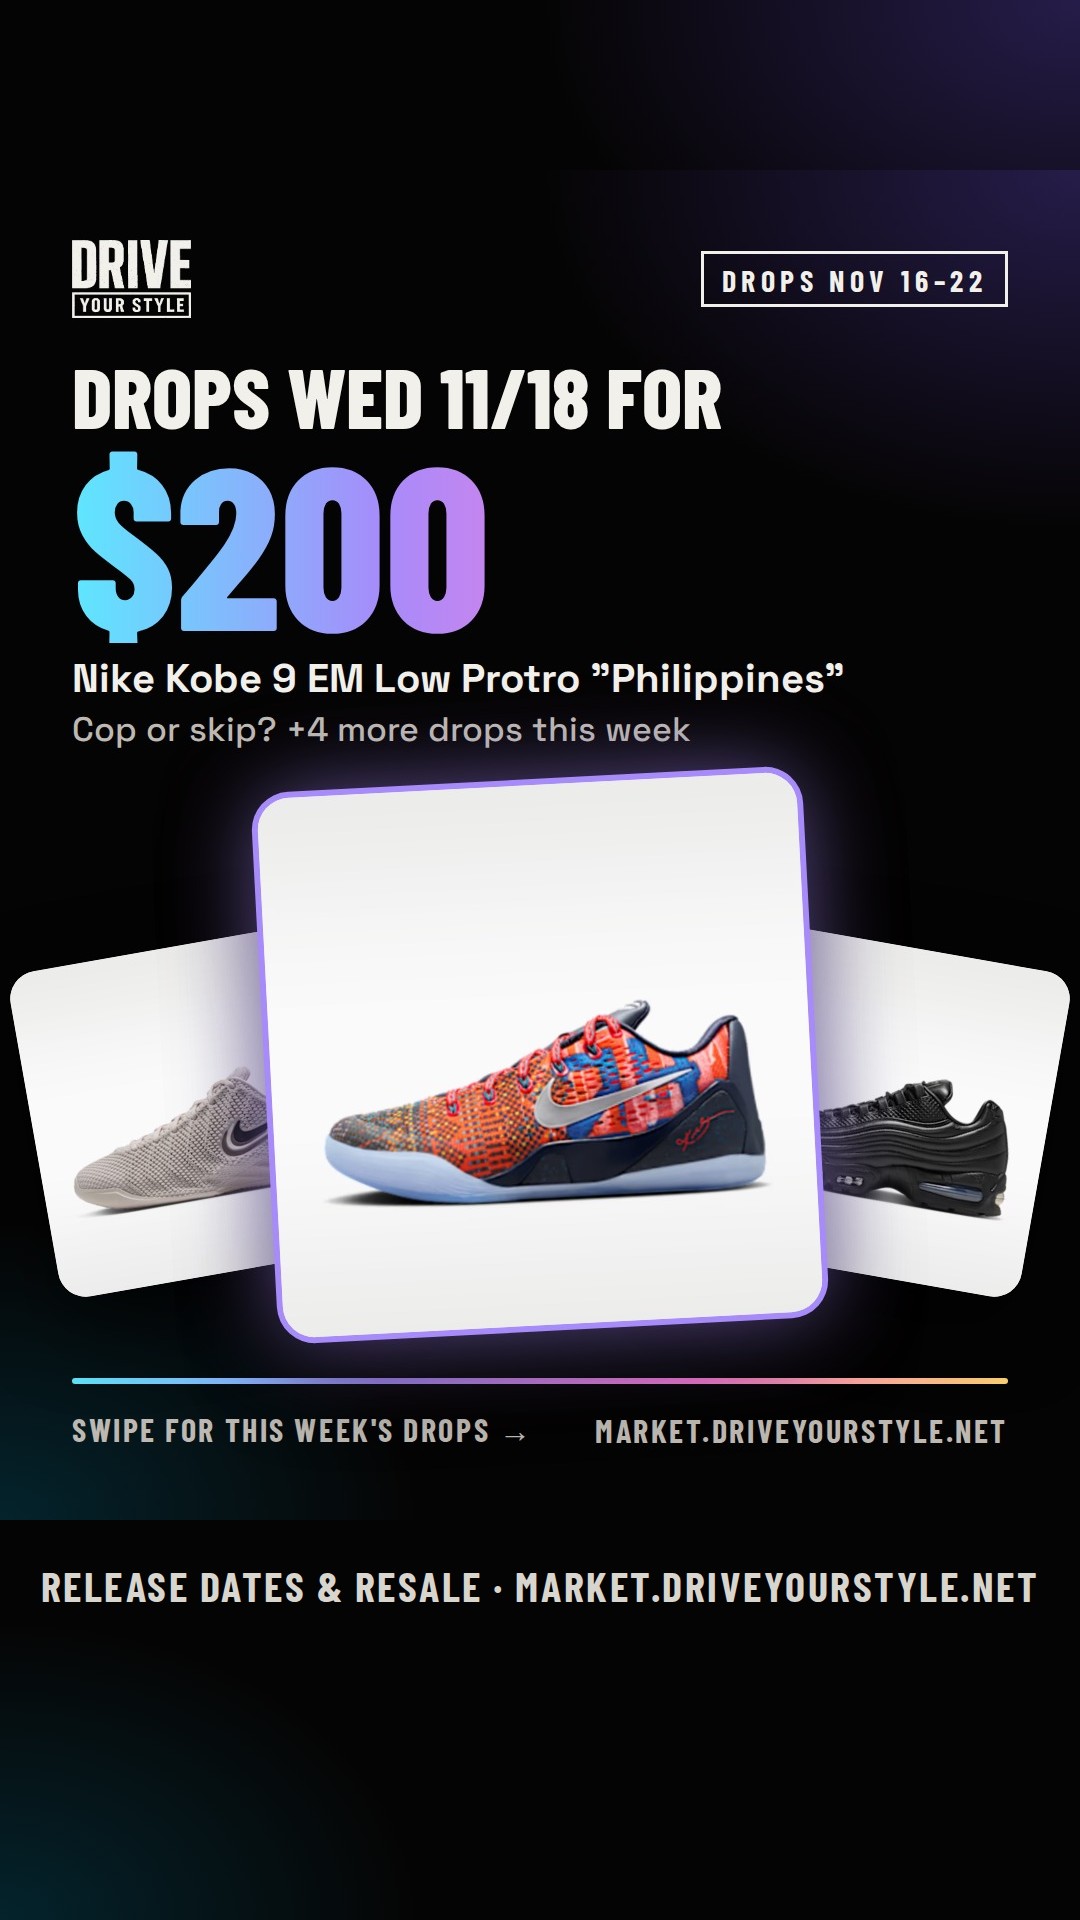 DRIVE
YOUR STYLE
DROPS NOV 16-22
DROPS WED 11/18 FOR
$200
Nike Kobe 9 EM Low Protro ”Philippines”
Cop or skip? +4 more drops this week
SWIPE FOR THIS WEEK'S DROPS →
MARKET.DRIVEYOURSTYLE.NET
RELEASE DATES & RESALE · MARKET.DRIVEYOURSTYLE.NET